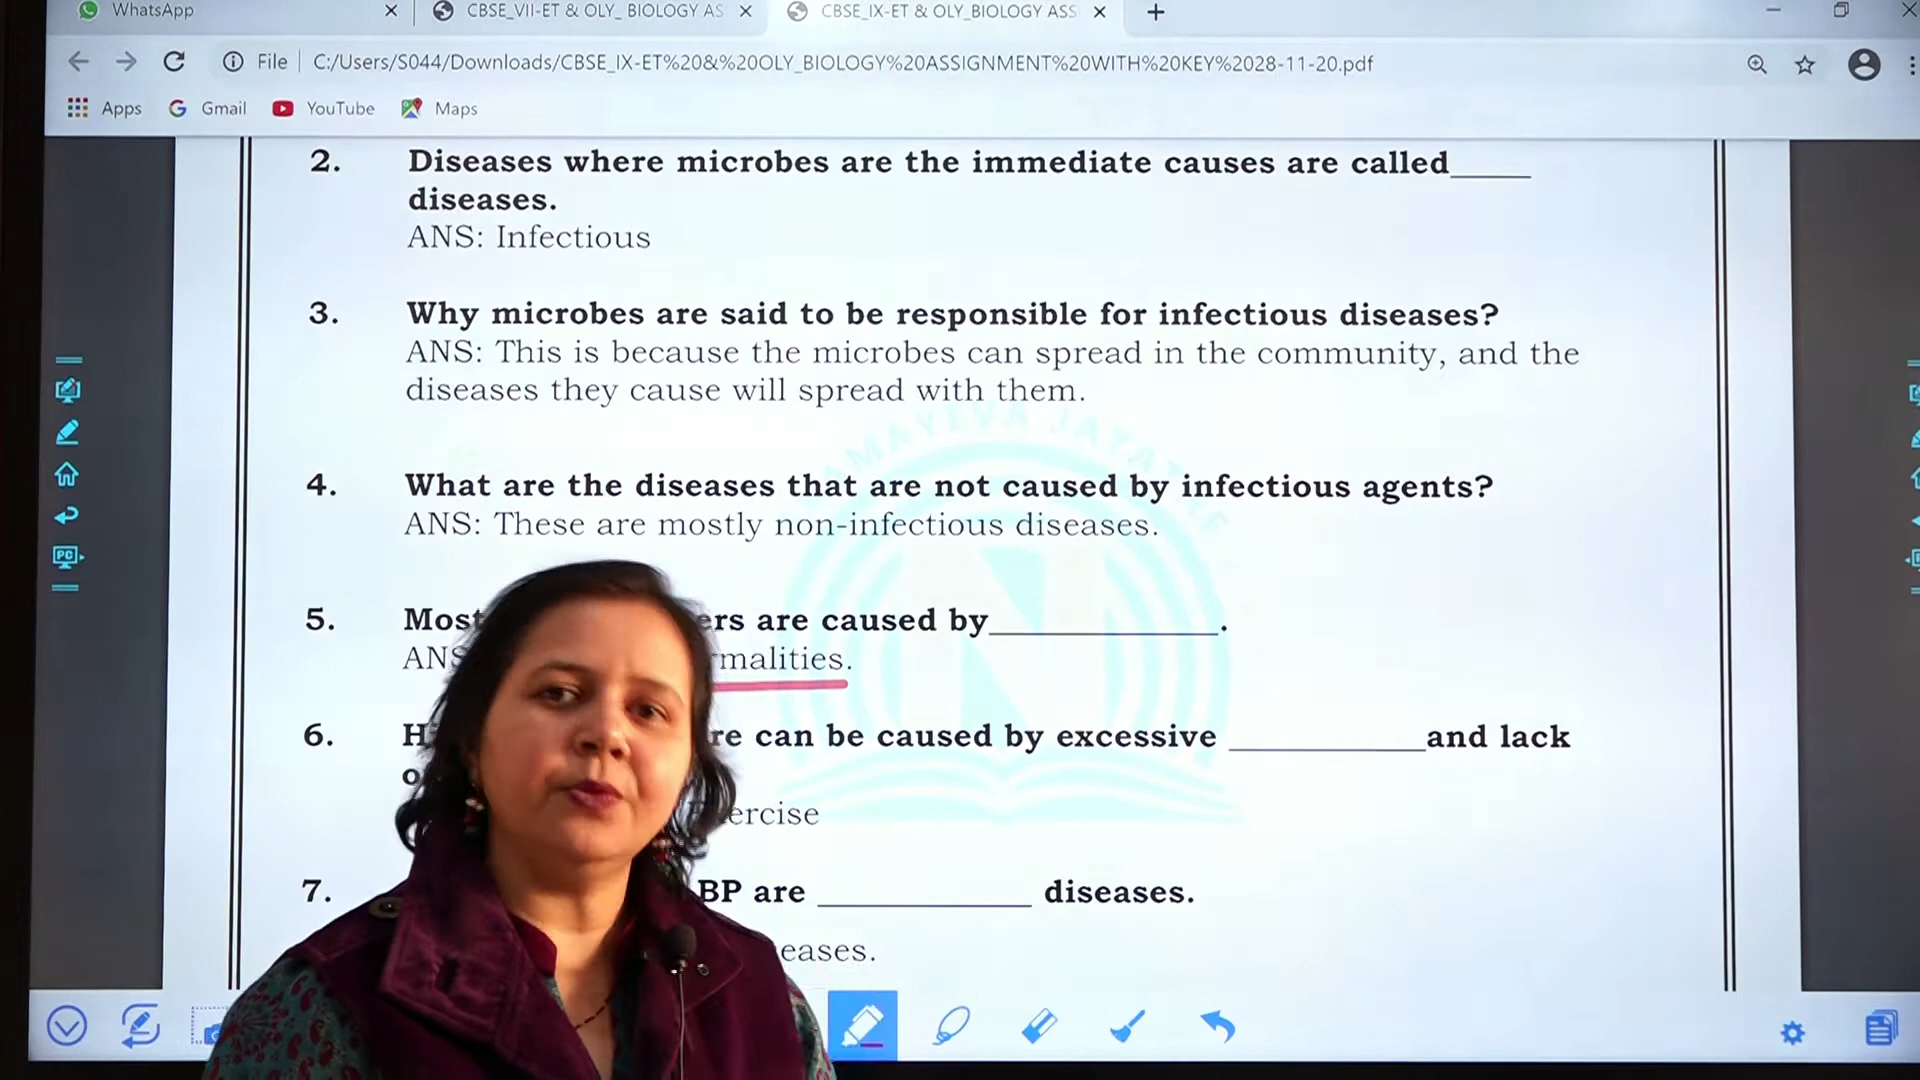 WhatsApp
CBSE_VII-ET & OLY_ BIOLOGY AS
CBSE_IX-ET & OLY_BIOLOGY ASS
File
C:/Users/S044/Downloads/CBSE_IX-ET%20&%20OLY_BIOLOGY%20ASSIGNMENT%20WITH%20KEY%2028-11-20.pdf
Apps
Gmail
YouTube
Maps
2. Diseases where microbes are the immediate causes are called_____
diseases.
ANS: Infectious
3. Why microbes are said to be responsible for infectious diseases?
ANS: This is because the microbes can spread in the community, and the
diseases they cause will spread with them.
4. What are the diseases that are not caused by infectious agents?
ANS: These are mostly non-infectious diseases.
5. Most ers are caused by______________.
ANS malities.
6. H re can be caused by excessive ____________and lack
o
ercise
7. BP are _____________ diseases.
eases.
PC